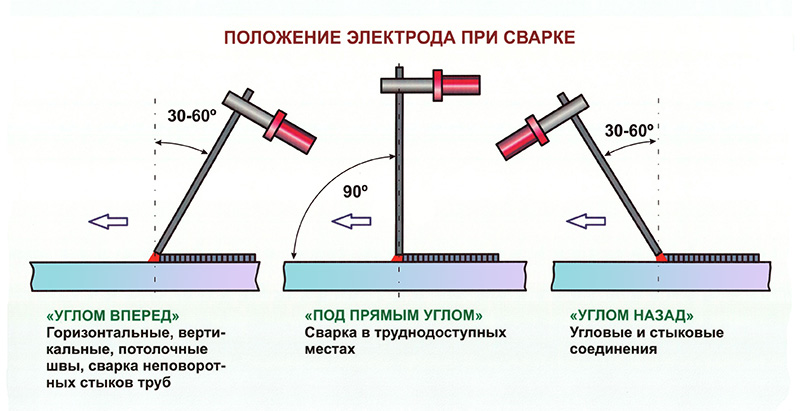 ПОЛОЖЕНИЕ ЭЛЕКТРОДА ПРИ СВАРКЕ
30-60º
90º
30-60º
«УГЛОМ ВПЕРЕД»
Горизонтальные, верти-
кальные, потолочные
швы, сварка неповорот-
ных стыков труб
«ПОД ПРЯМЫМ УГЛОМ»
Сварка в труднодоступных
местах
«УГЛОМ НАЗАД»
Угловые и стыковые
соединения